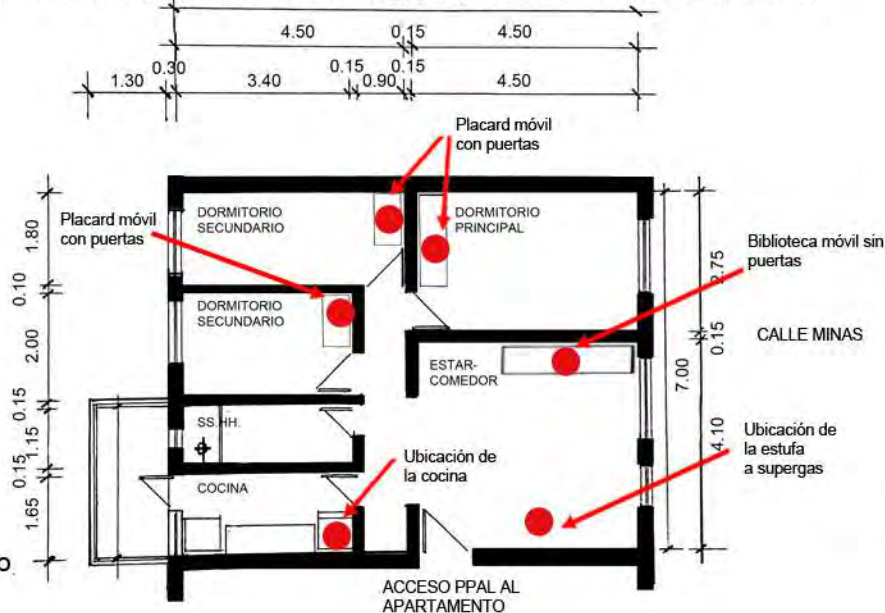 4.50 0.15 4.50
0.30 0.15 0.15
1.30 3.40 0.90 4.50
Placard móvil
con puertas
Placard móvil
con puertas
DORMITORIO
SECUNDARIO
DORMITORIO
PRINCIPAL
Biblioteca móvil sin
puertas
1.80
0.10
2.00
0.15
1.15
0.15
1.65
DORMITORIO
SECUNDARIO
ESTAR-
COMEDOR
2.75
0.15
7.00
4.10
CALLE MINAS
SS.HH.
Ubicación de
la cocina
Ubicación de
la estufa
a supergas
COCINA
O
ACCESO PPAL AL
APARTAMENTO